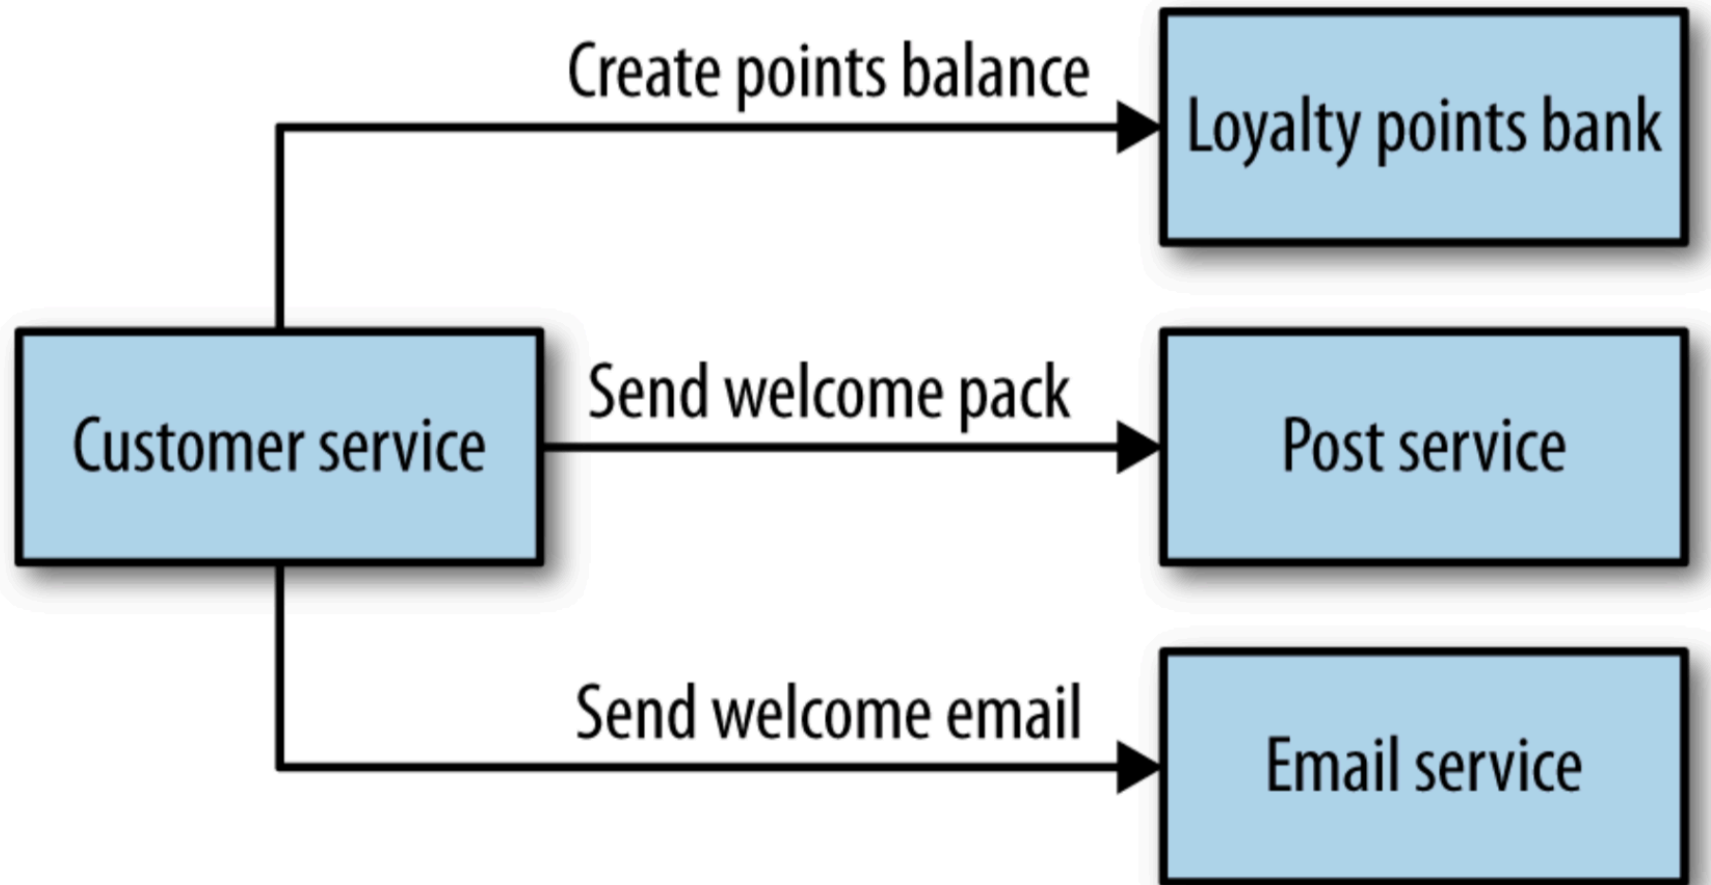 Create points balance
Loyalty points bank
Customer service
Send welcome pack
Post service
Send welcome email
Email service